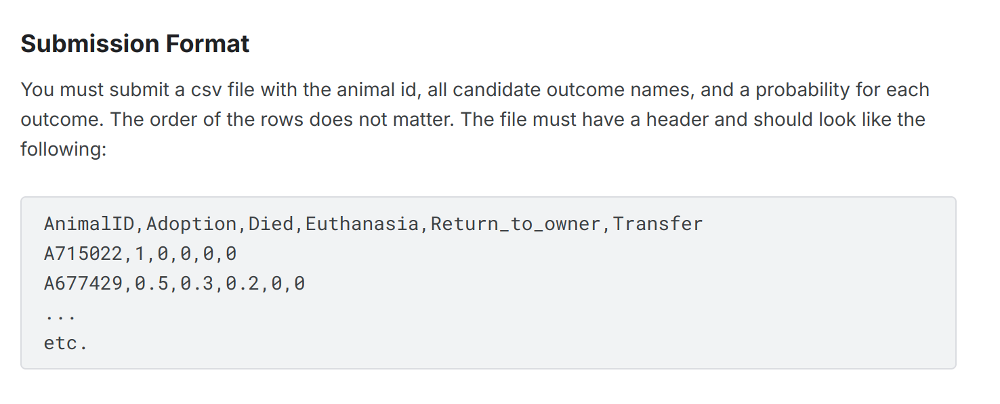 Submission Format
You must submit a csv file with the animal id, all candidate outcome names, and a probability for each
outcome. The order of the rows does not matter. The file must have a header and should look like the
following:
AnimalID,Adoption,Died,Euthanasia,Return_to_owner,Transfer
A715022,1,0,0,0,0
A677429,0.5,0.3,0.2,0,0
...
etc.